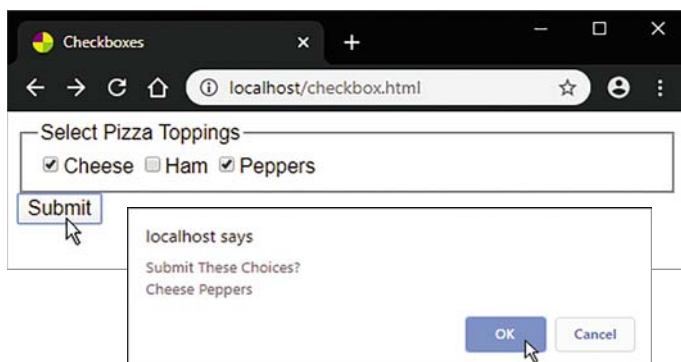 Checkboxes
localhost/checkbox.html
Select Pizza Toppings
Cheese Ham Peppers
Submit
localhost says
Submit These Choices?
Cheese Peppers
OK Cancel